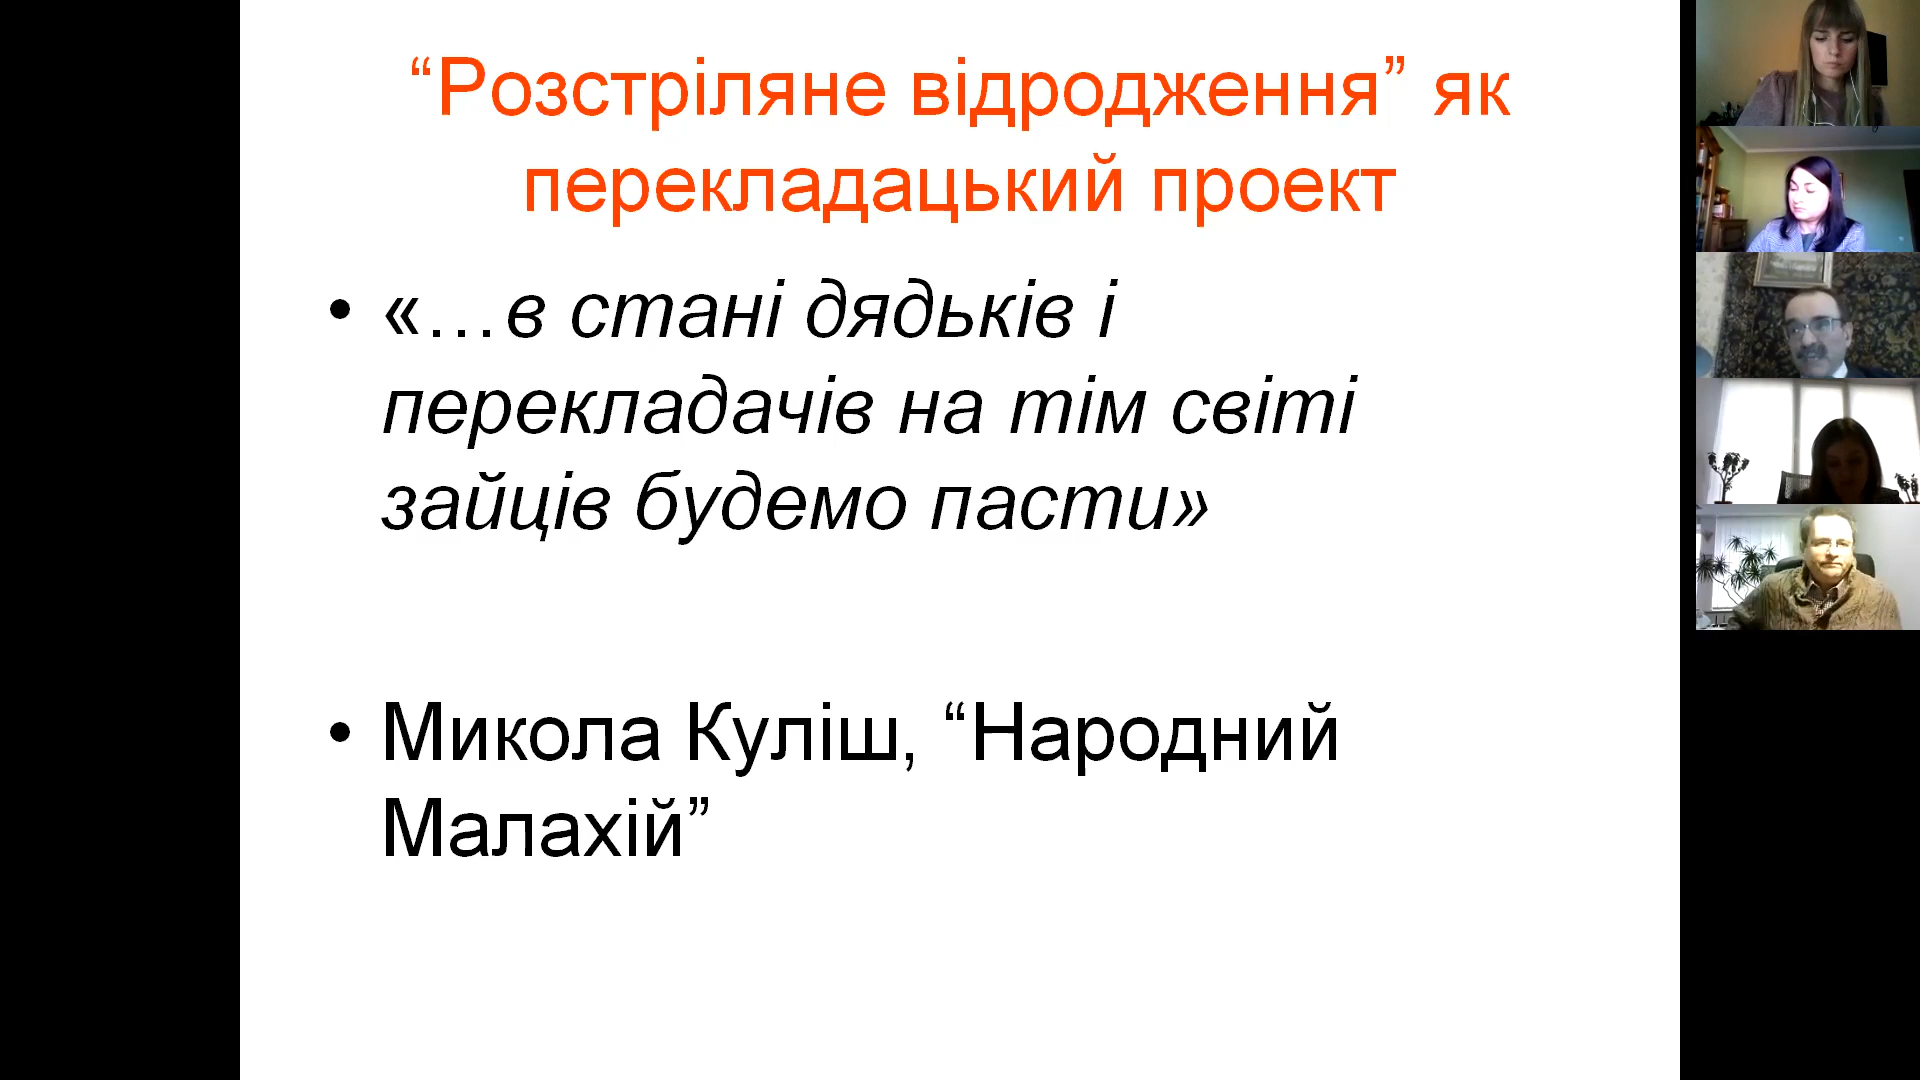 “Розстріляне відродження” як
перекладацький проект
• «…в стані дядьків і
перекладачів на тім світі
зайців будемо пасти»
• Микола Куліш, “Народний
Малахій”